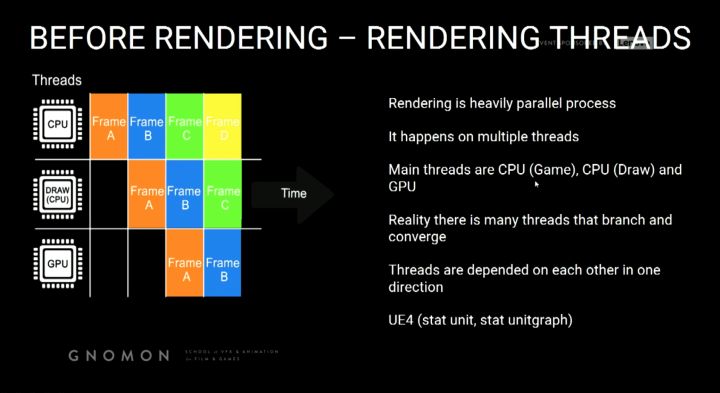 BEFORE RENDERING – RENDERING THREADS
Threads
CPU
Frame A
Frame B
Frame C
Frame D
DRAW (CPU)
Frame A
Frame B
Frame C
Time
GPU
Frame A
Frame B
Rendering is heavily parallel process
It happens on multiple threads
Main threads are CPU (Game), CPU (Draw) and
GPU
Reality there is many threads that branch and
converge
Threads are depended on each other in one
direction
UE4 (stat unit, stat unitgraph)
GNOMON
SCHOOL of VFX & ANIMATION
for FILM & GAMES